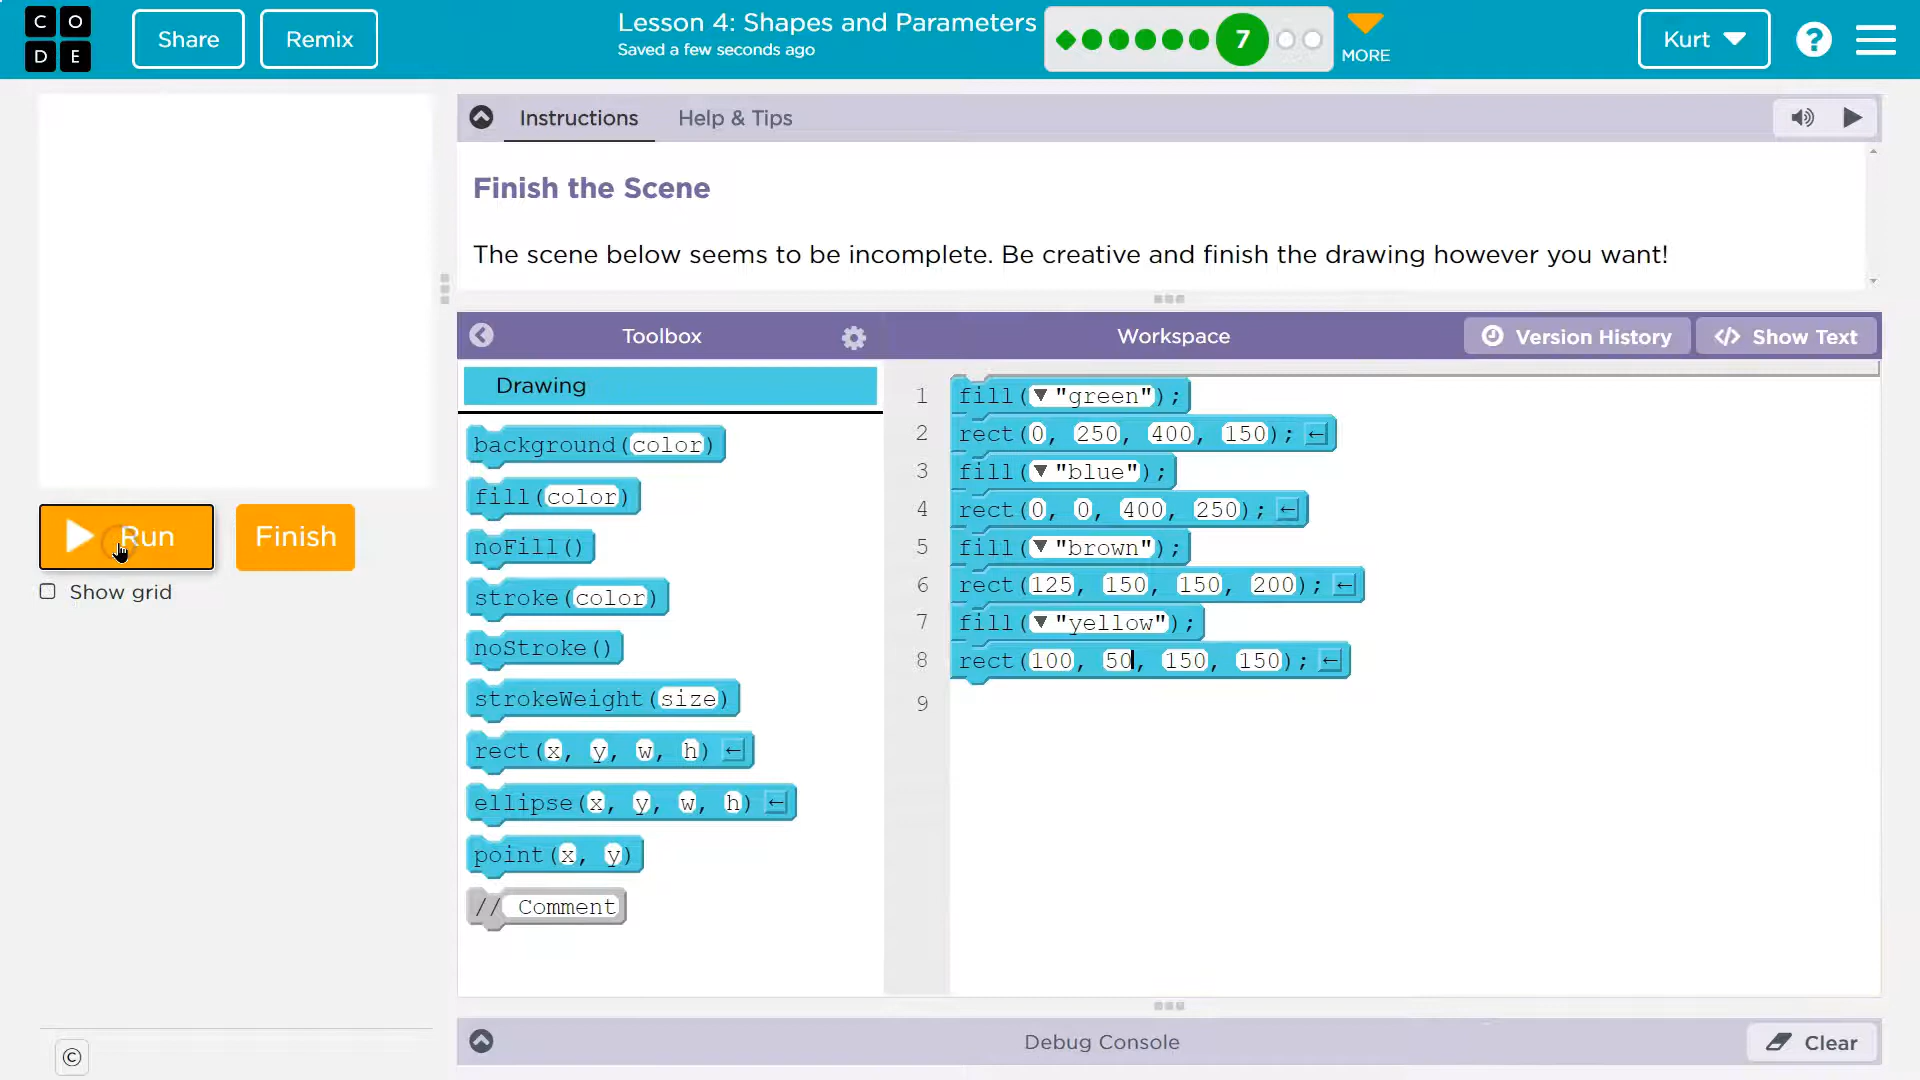 C O
D E
Share
Remix
Lesson 4: Shapes and Parameters
Saved a few seconds ago
7
MORE
Kurt
?
Instructions
Help & Tips
Finish the Scene
The scene below seems to be incomplete. Be creative and finish the drawing however you want!
Run
Finish
Show grid
Toolbox
Workspace
Version History
</> Show Text
Drawing
background(color)
fill(color)
noFill()
stroke(color)
noStroke()
strokeWeight(size)
rect(x, y, w, h) ←
ellipse(x, y, w, h) ←
point(x, y)
// Comment
1 fill(▼ "green");
2 rect(0, 250, 400, 150); ←
3 fill(▼ "blue");
4 rect(0, 0, 400, 250); ←
5 fill(▼ "brown");
6 rect(125, 150, 150, 200); ←
7 fill(▼ "yellow");
8 rect(100, 50, 150, 150); ←
9
©
Debug Console
Clear